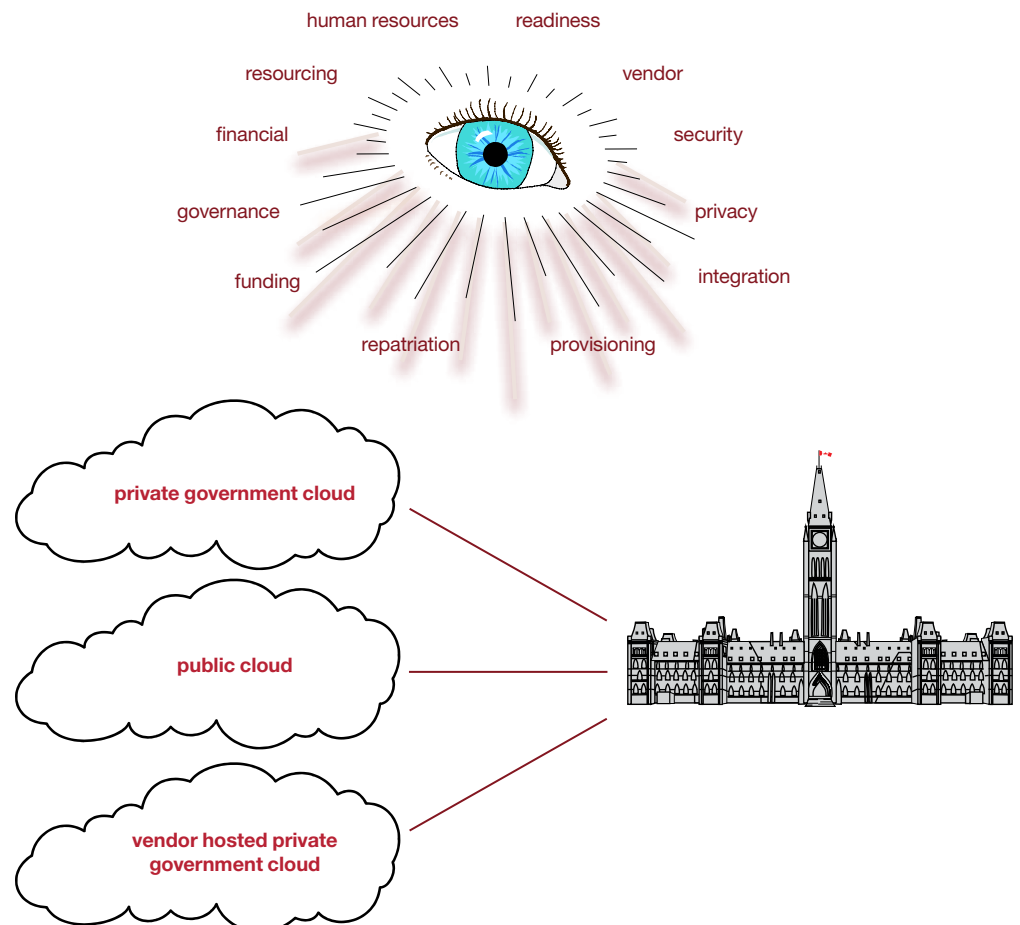 human resources
readiness
resourcing
vendor
financial
security
governance
privacy
funding
integration
repatriation
provisioning
private government cloud
public cloud
vendor hosted private
government cloud